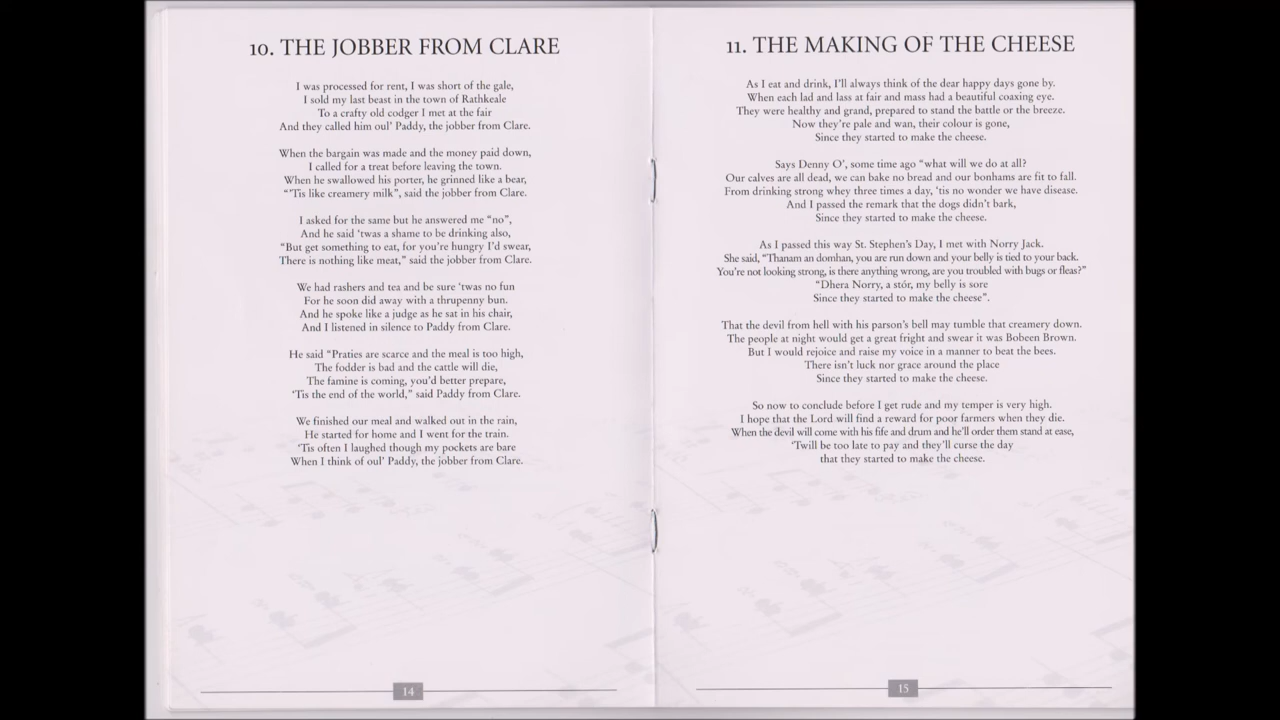 10. THE JOBBER FROM CLARE
I was processed for rent, I was short of the gale,
I sold my last beast in the town of Rathkeale
To a crafty old codger I met at the fair
And they called him oul' Paddy, the jobber from Clare.
When the bargain was made and the money paid down,
I called for a treat before leaving the town.
When he swallowed his porter, he grinned like a bear,
“‘Tis like creamery milk”, said the jobber from Clare.
I asked for the same but he answered me “no”,
And he said ‘twas a shame to be drinking also,
“But get something to eat, for you’re hungry I’d swear,
There is nothing like meat,” said the jobber from Clare.
We had rashers and tea and be sure ‘twas no fun
For he soon did away with a thrupenny bun.
And he spoke like a judge as he sat in his chair,
And I listened in silence to Paddy from Clare.
He said “Praties are scarce and the meal is too high,
The fodder is bad and the cattle will die,
The famine is coming, you’d better prepare,
‘Tis the end of the world,” said Paddy from Clare.
We finished our meal and walked out in the rain,
He started for home and I went for the train.
‘Tis often I laughed though my pockets are bare
When I think of oul’ Paddy, the jobber from Clare.
14
11. THE MAKING OF THE CHEESE
As I eat and drink, I’ll always think of the dear happy days gone by.
When each lad and lass at fair and mass had a beautiful coaxing eye.
They were healthy and grand, prepared to stand the battle or the breeze.
Now they’re pale and wan, their colour is gone,
Since they started to make the cheese.
Says Denny O’, some time ago “what will we do at all?
Our calves are all dead, we can bake no bread and our bonhams are fit to fall.
From drinking strong whey three times a day, ‘tis no wonder we have disease.
And I passed the remark that the dogs didn’t bark,
Since they started to make the cheese.
As I passed this way St. Stephen’s Day, I met with Norry Jack.
She said, “Thanam an domhan, you are run down and your belly is tied to your back.
You’re not looking strong, is there anything wrong, are you troubled with bugs or fleas?”
“Dhera Norry, a stór, my belly is sore
Since they started to make the cheese”.
That the devil from hell with his parson’s bell may tumble that creamery down.
The people at night would get a great fright and swear it was Bobeen Brown.
But I would rejoice and raise my voice in a manner to beat the bees.
There isn’t luck nor grace around the place
Since they started to make the cheese.
So now to conclude before I get rude and my temper is very high.
I hope that the Lord will find a reward for poor farmers when they die.
When the devil will come with his fife and drum and he’ll order them stand at ease,
‘Twill be too late to pay and they’ll curse the day
that they started to make the cheese.
15